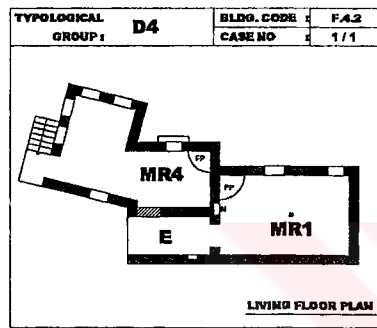 TYPOLOGICAL GROUP : D4
BLDG. CODE : F.4.2
CASE NO : 1 / 1
FP
MR4
FP
N
E
MR1
LIVING FLOOR PLAN